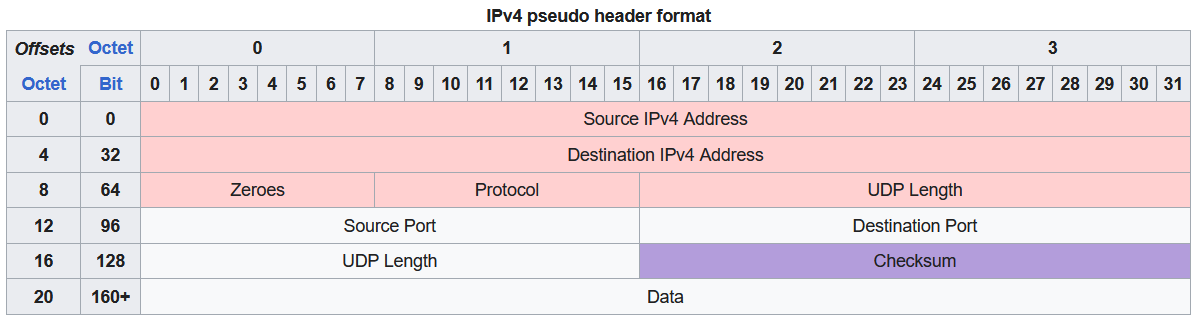 IPv4 pseudo header format
Offsets Octet 0 1 2 3
Octet Bit 0 1 2 3 4 5 6 7 8 9 10 11 12 13 14 15 16 17 18 19 20 21 22 23 24 25 26 27 28 29 30 31
0 0 Source IPv4 Address
4 32 Destination IPv4 Address
8 64 Zeroes Protocol UDP Length
12 96 Source Port Destination Port
16 128 UDP Length Checksum
20 160+ Data